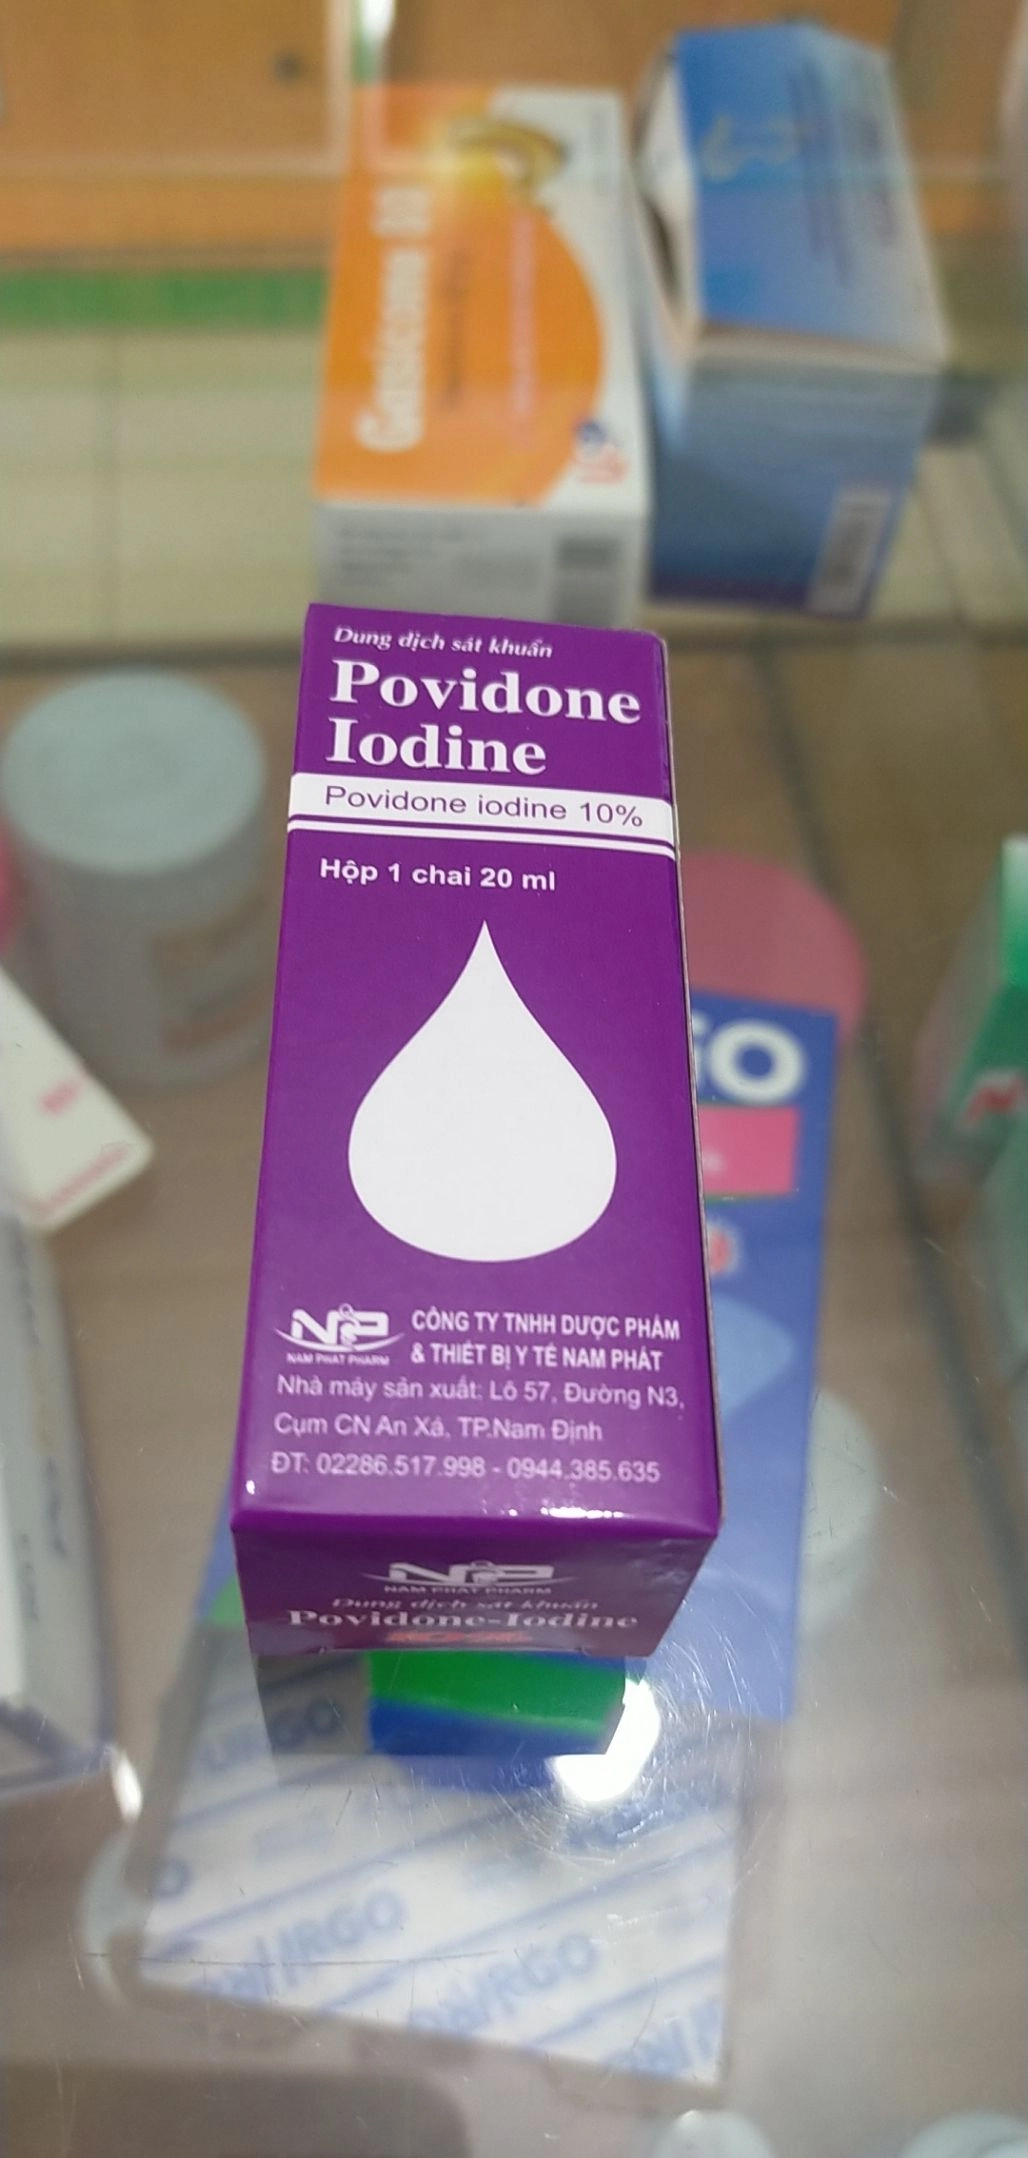 Gasicone
Dung dịch sát khuẩn
Povidone
Iodine
Povidone iodine 10%
Hộp 1 chai 20 ml
GO
NAM PHAT PHARM
CÔNG TY TNHH DƯỢC PHẨM
& THIẾT BỊ Y TẾ NAM PHÁT
Nhà máy sản xuất: Lô 57, Đường N3,
Cụm CN An Xá, TP.Nam Định
ĐT: 02286.517.998 - 0944.385.635
NAM PHAT PHARM
Dung dịch sát khuẩn
Povidone-Iodine